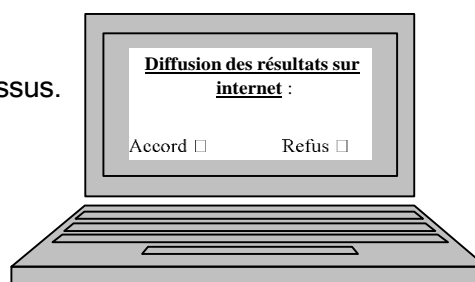 ssus.
Diffusion des résultats sur
internet :
Accord □ Refus □